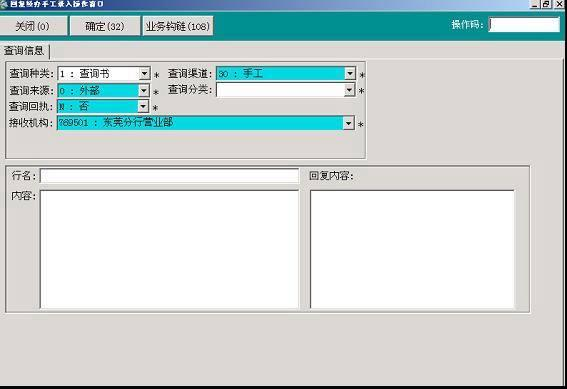 回复经办手工录入操作窗口
关闭(0) 确定(32) 业务钩链(108) 操作码:
查询信息
查询种类: 1 : 查询书 * 查询渠道: 30 : 手工 *
查询来源: 0 : 外部 * 查询分类: *
查询回执: N : 否 *
接收机构: 769501 : 东莞分行营业部 *
行名: 回复内容:
内容: